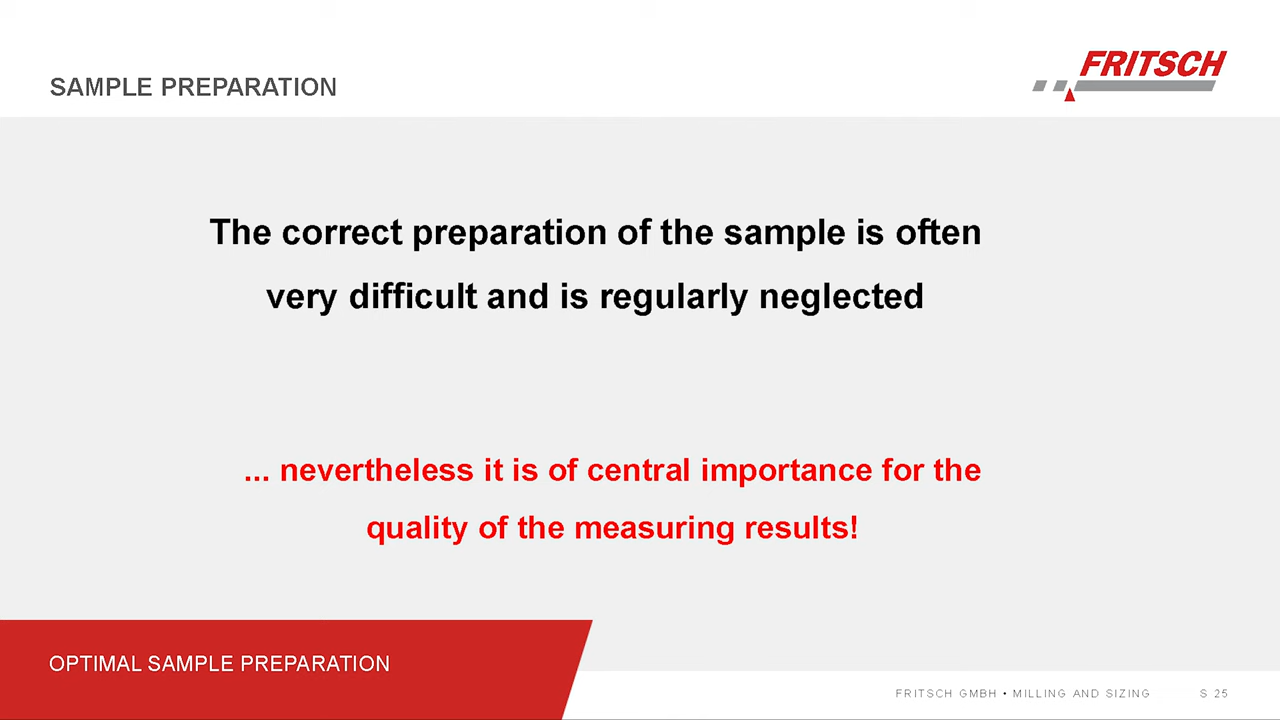 SAMPLE PREPARATION
FRITSCH
The correct preparation of the sample is often
very difficult and is regularly neglected
... nevertheless it is of central importance for the
quality of the measuring results!
OPTIMAL SAMPLE PREPARATION
FRITSCH GMBH • MILLING AND SIZING S 25